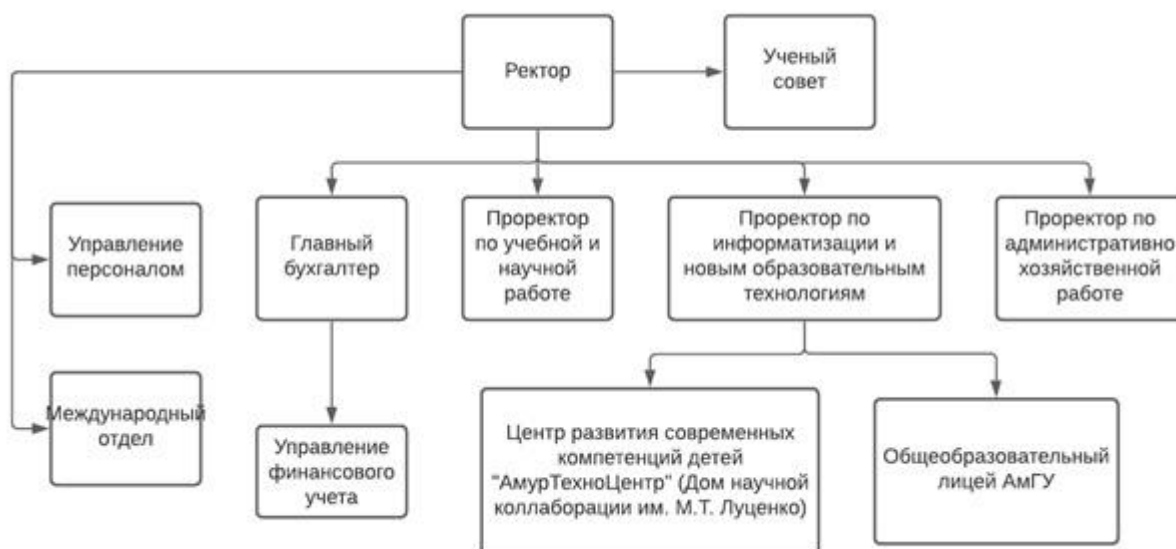 Ректор
Ученый
совет
Управление
персоналом
Главный
бухгалтер
Проректор
по учебной и
научной
работе
Проректор по
информатизации и
новым образовательным
технологиям
Проректор по
административно
хозяйственной
работе
Международный
отдел
Управление
финансового
учета
Центр развития современных
компетенций детей
"АмурТехноЦентр" (Дом научной
коллаборации им. М.Т. Луценко)
Общеобразовательный
лицей АмГУ